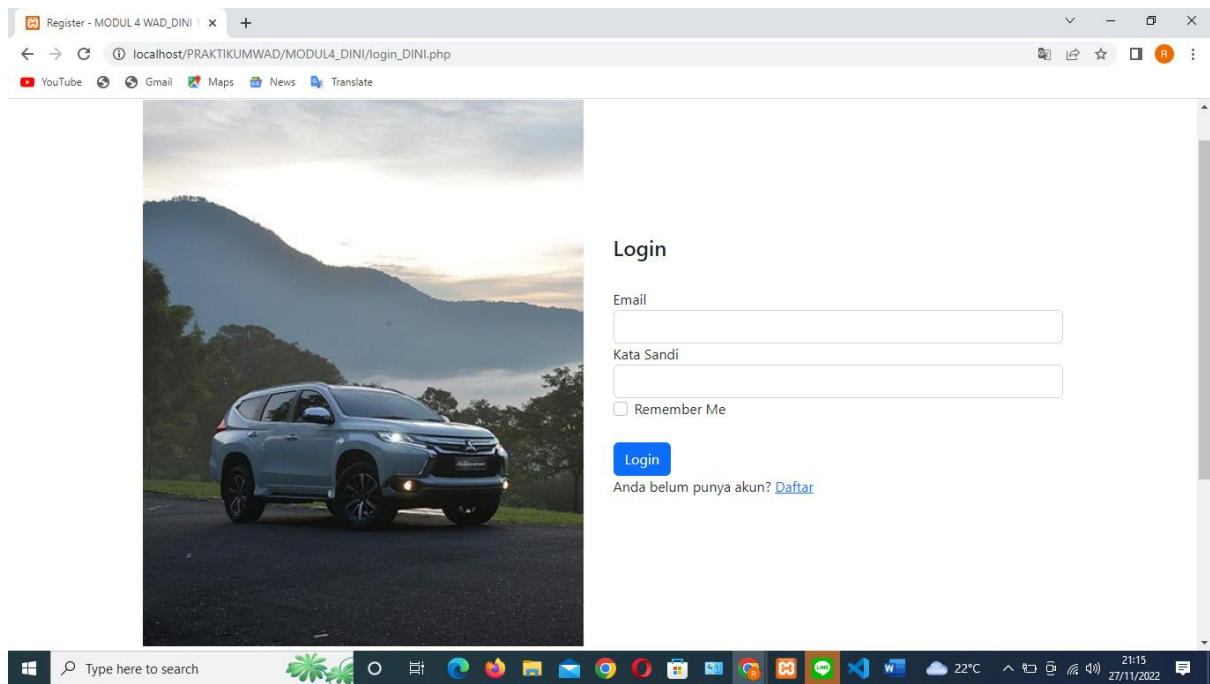 Register - MODUL 4 WAD_DINI
localhost/PRAKTIKUMWAD/MODUL4_DINI/login_DINI.php
R
YouTube Gmail Maps News Translate
Login
Email
Kata Sandi
Remember Me
Login
Anda belum punya akun? Daftar
Type here to search
22°C
21:15
27/11/2022